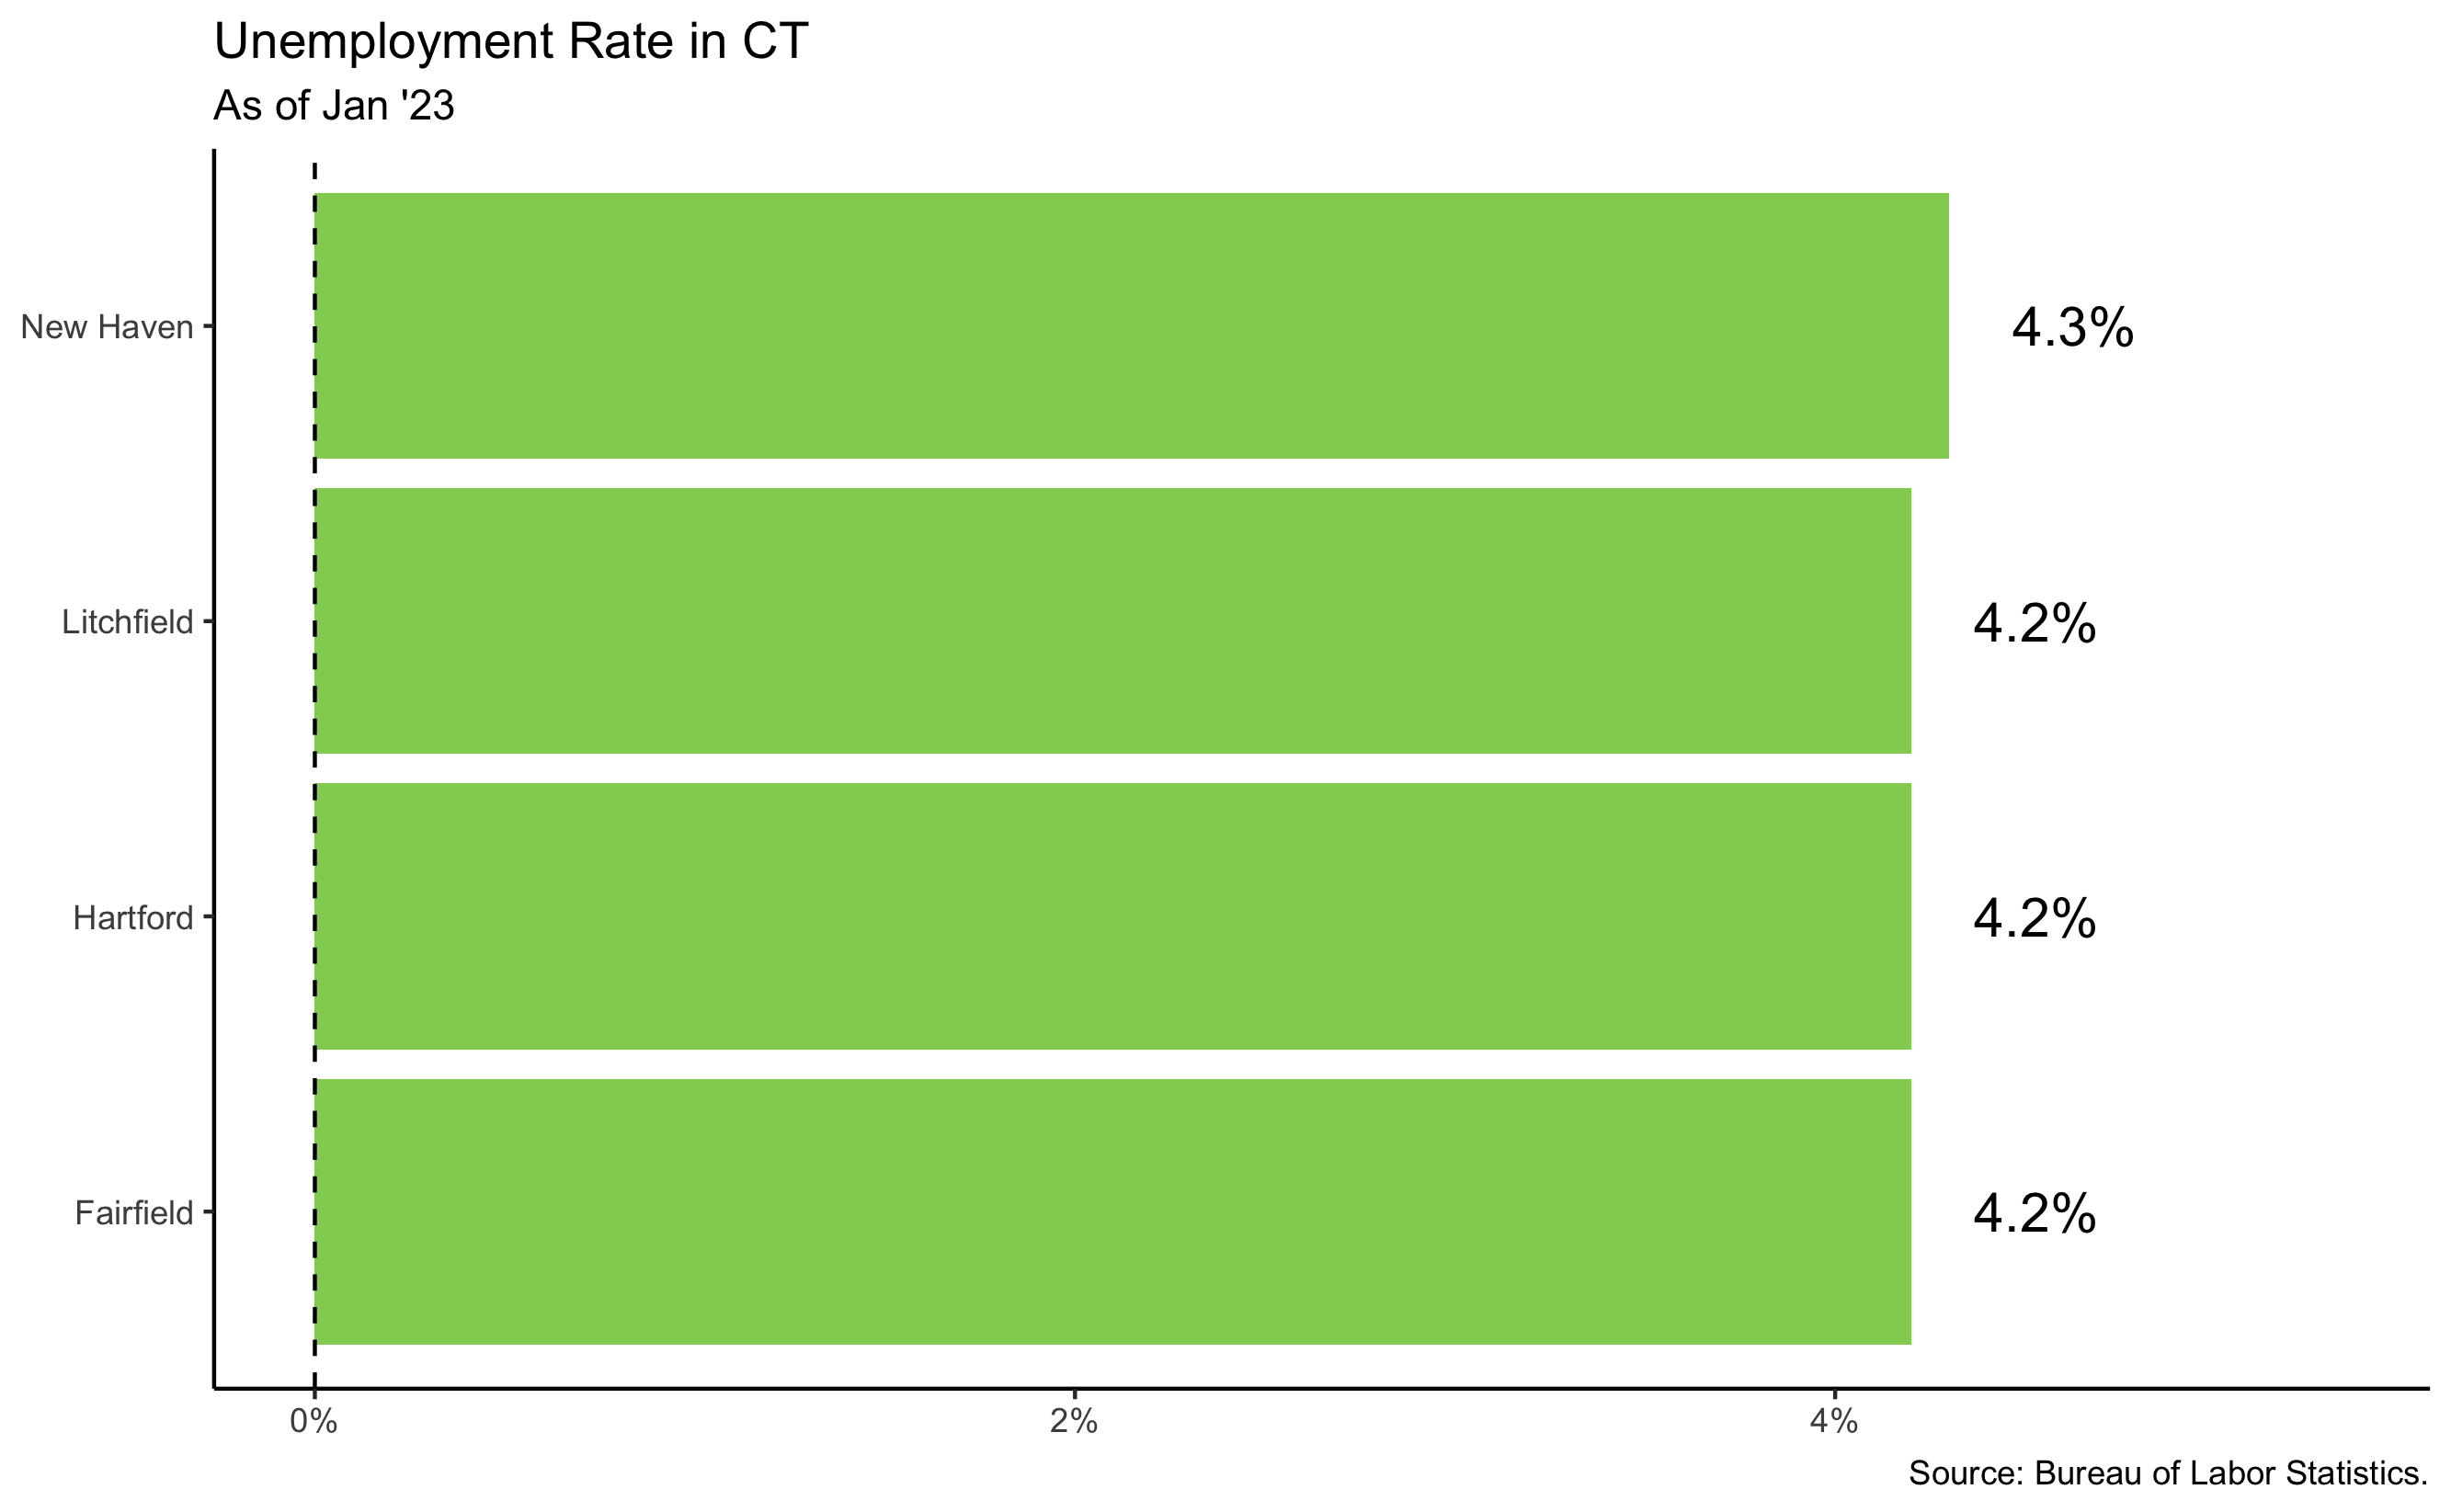 Unemployment Rate in CT
As of Jan '23
New Haven
4.3%
Litchfield
4.2%
Hartford
4.2%
Fairfield
4.2%
0%
2%
4%
Source: Bureau of Labor Statistics.